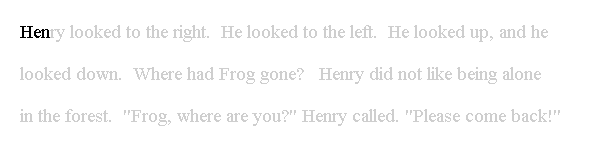 Henry looked to the right.  He looked to the left.  He looked up, and he
looked down.  Where had Frog gone?   Henry did not like being alone
in the forest.  "Frog, where are you?" Henry called. "Please come back!"